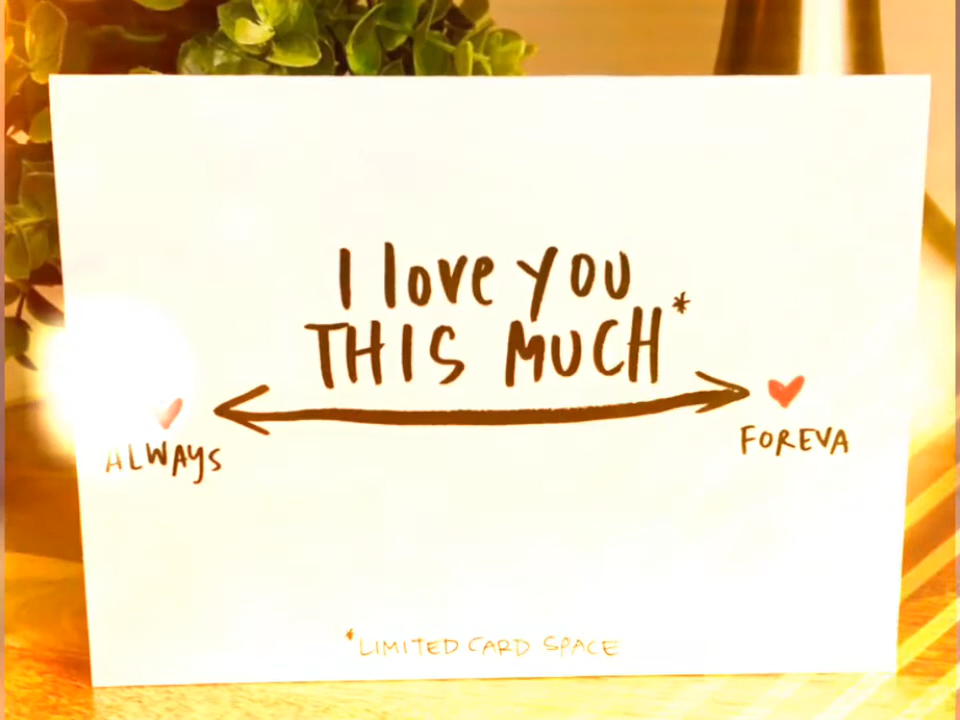 I love you
THIS MUCH*
ALWAYS
FOREVA
*LIMITED CARD SPACE